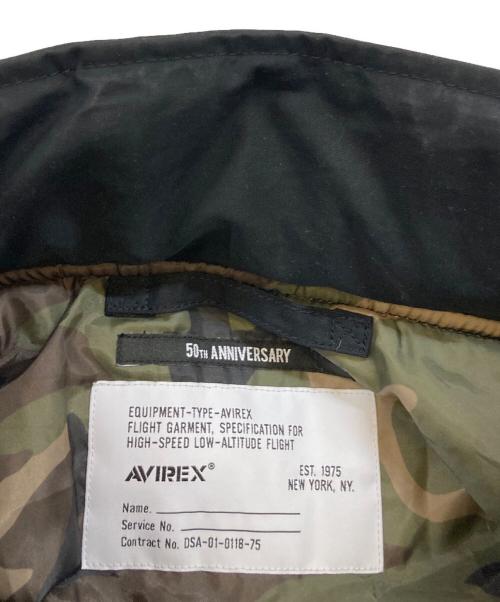 50TH ANNIVERSARY
EQUIPMENT-TYPE-AVIREX
FLIGHT GARMENT, SPECIFICATION FOR
HIGH-SPEED LOW-ALTITUDE FLIGHT
AVIREX®
EST. 1975
NEW YORK, NY.
Name.
Service No.
Contract No. DSA-01-0118-75